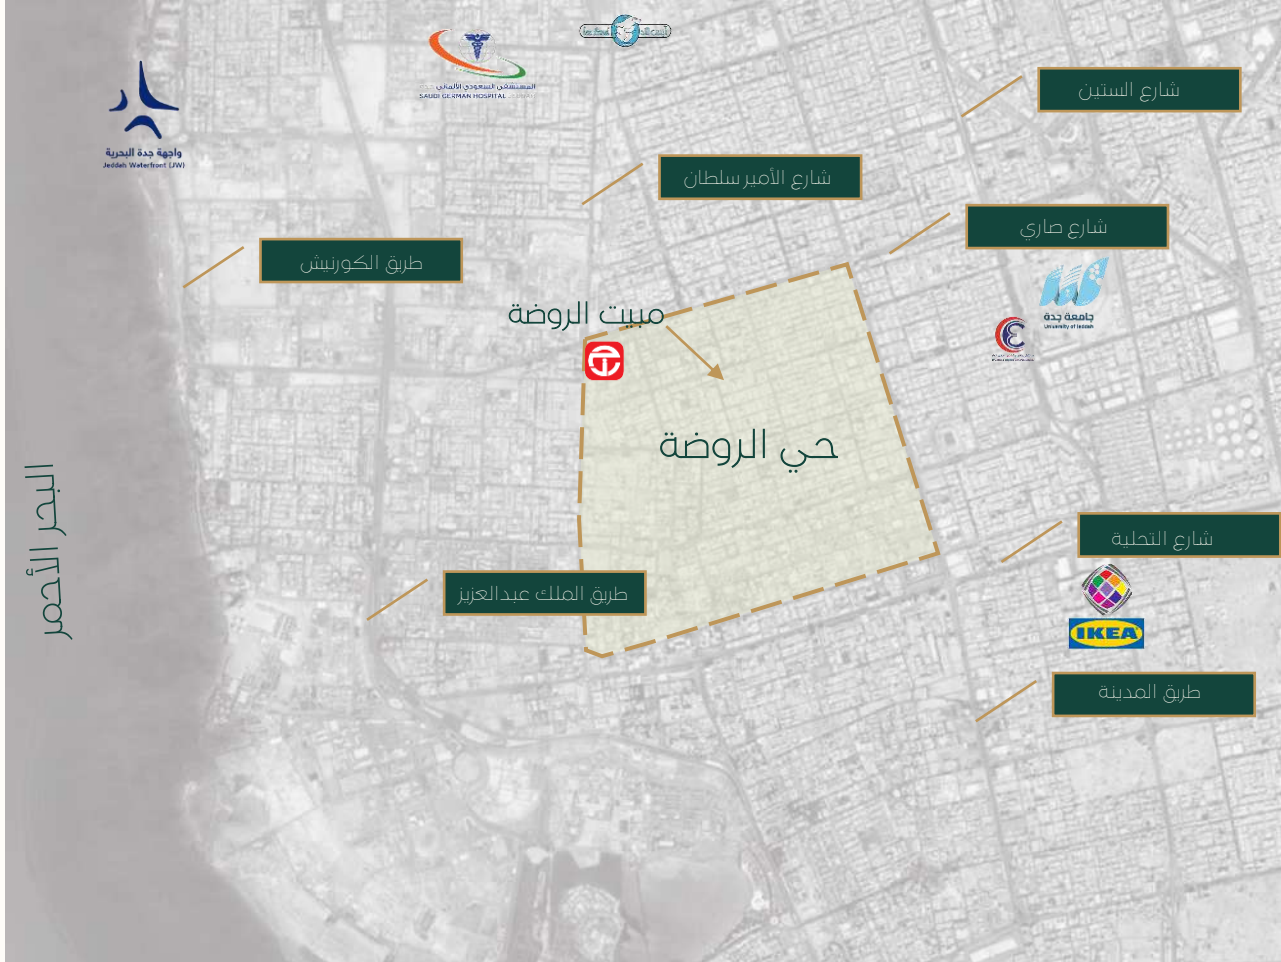 شارع الستين
المستشفى السعودي الألماني
SAUDI GERMAN HOSPITAL
واجهة جدة البحرية
Jeddah Waterfront (JW)
شارع الأمير سلطان
شارع صاري
طريق الكورنيش
جامعة جدة
University of Jeddah
مبيت الروضة
حي الروضة
البحر الأحمر
شارع التحلية
طريق الملك عبدالعزيز
IKEA
طريق المدينة